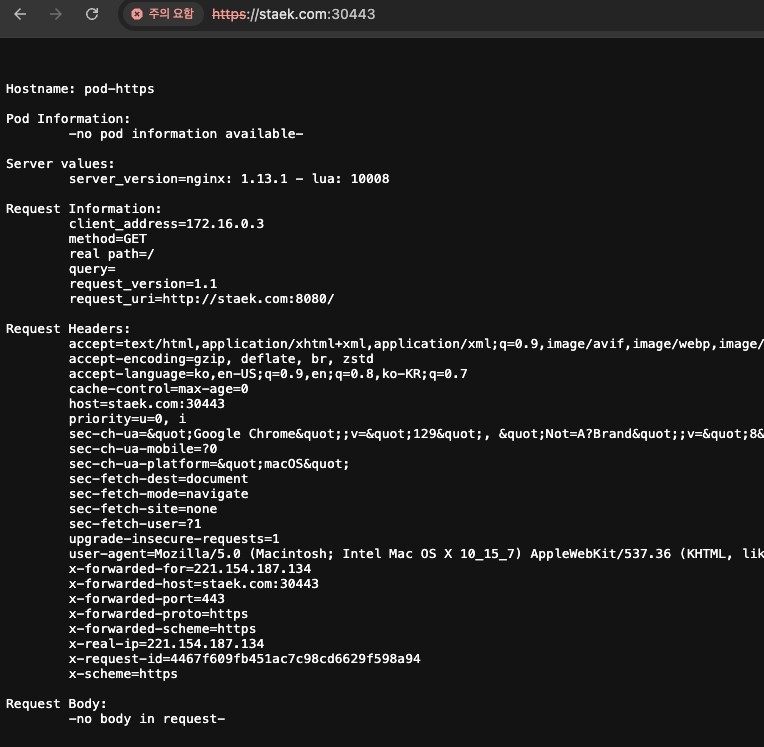 주의 요함 https://staek.com:30443
Hostname: pod-https
Pod Information:
-no pod information available-
Server values:
server_version=nginx: 1.13.1 - lua: 10008
Request Information:
client_address=172.16.0.3
method=GET
real path=/
query=
request_version=1.1
request_uri=http://staek.com:8080/
Request Headers:
accept=text/html,application/xhtml+xml,application/xml;q=0.9,image/avif,image/webp,image/
accept-encoding=gzip, deflate, br, zstd
accept-language=ko,en-US;q=0.9,en;q=0.8,ko-KR;q=0.7
cache-control=max-age=0
host=staek.com:30443
priority=u=0, i
sec-ch-ua=&quot;Google Chrome&quot;;v=&quot;129&quot;, &quot;Not=A?Brand&quot;;v=&quot;8&
sec-ch-ua-mobile=?0
sec-ch-ua-platform=&quot;macOS&quot;
sec-fetch-dest=document
sec-fetch-mode=navigate
sec-fetch-site=none
sec-fetch-user=?1
upgrade-insecure-requests=1
user-agent=Mozilla/5.0 (Macintosh; Intel Mac OS X 10_15_7) AppleWebKit/537.36 (KHTML, lik
x-forwarded-for=221.154.187.134
x-forwarded-host=staek.com:30443
x-forwarded-port=443
x-forwarded-proto=https
x-forwarded-scheme=https
x-real-ip=221.154.187.134
x-request-id=4467f609fb451ac7c98cd6629f598a94
x-scheme=https
Request Body:
-no body in request-